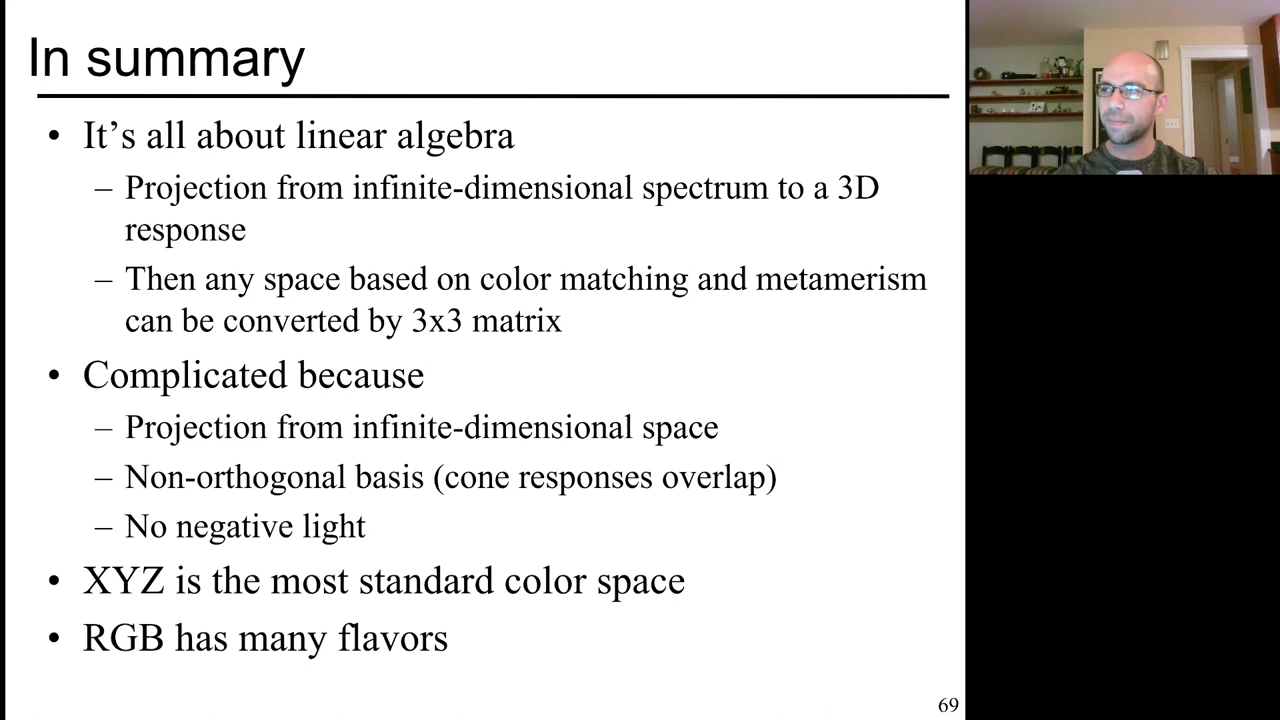 In summary
• It's all about linear algebra
– Projection from infinite-dimensional spectrum to a 3D
response
– Then any space based on color matching and metamerism
can be converted by 3x3 matrix
• Complicated because
– Projection from infinite-dimensional space
– Non-orthogonal basis (cone responses overlap)
– No negative light
• XYZ is the most standard color space
• RGB has many flavors
69